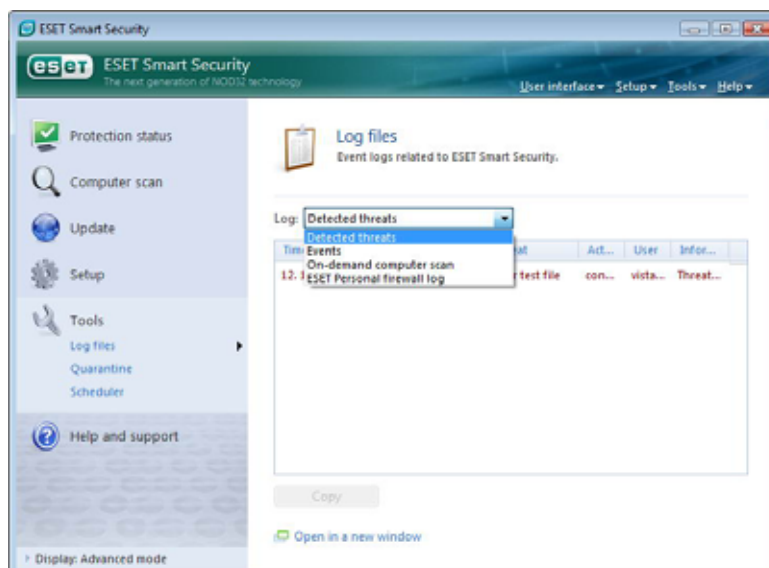 ESET Smart Security
eset ESET Smart Security
The next generation of NOD32 technology
User interface Setup Tools Help
Protection status
Computer scan
Update
Setup
Tools
Log files
Quarantine
Scheduler
Help and support
Display: Advanced mode
Log files
Event logs related to ESET Smart Security.
Log: Detected threats
Detected threats
Events
On-demand computer scan
ESET Personal firewall log
Act... User Infor...
12. test file con... vista... Threat...
Copy
Open in a new window